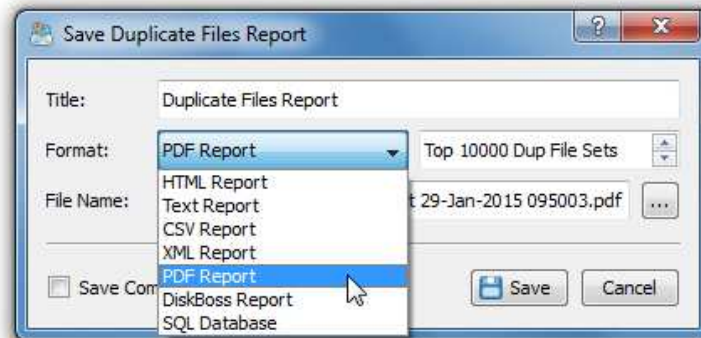 Save Duplicate Files Report
Title: Duplicate Files Report
Format: PDF Report Top 10000 Dup File Sets
File Name: t 29-Jan-2015 095003.pdf ...
HTML Report
Text Report
CSV Report
XML Report
PDF Report
DiskBoss Report
SQL Database
Save Com
Save Cancel